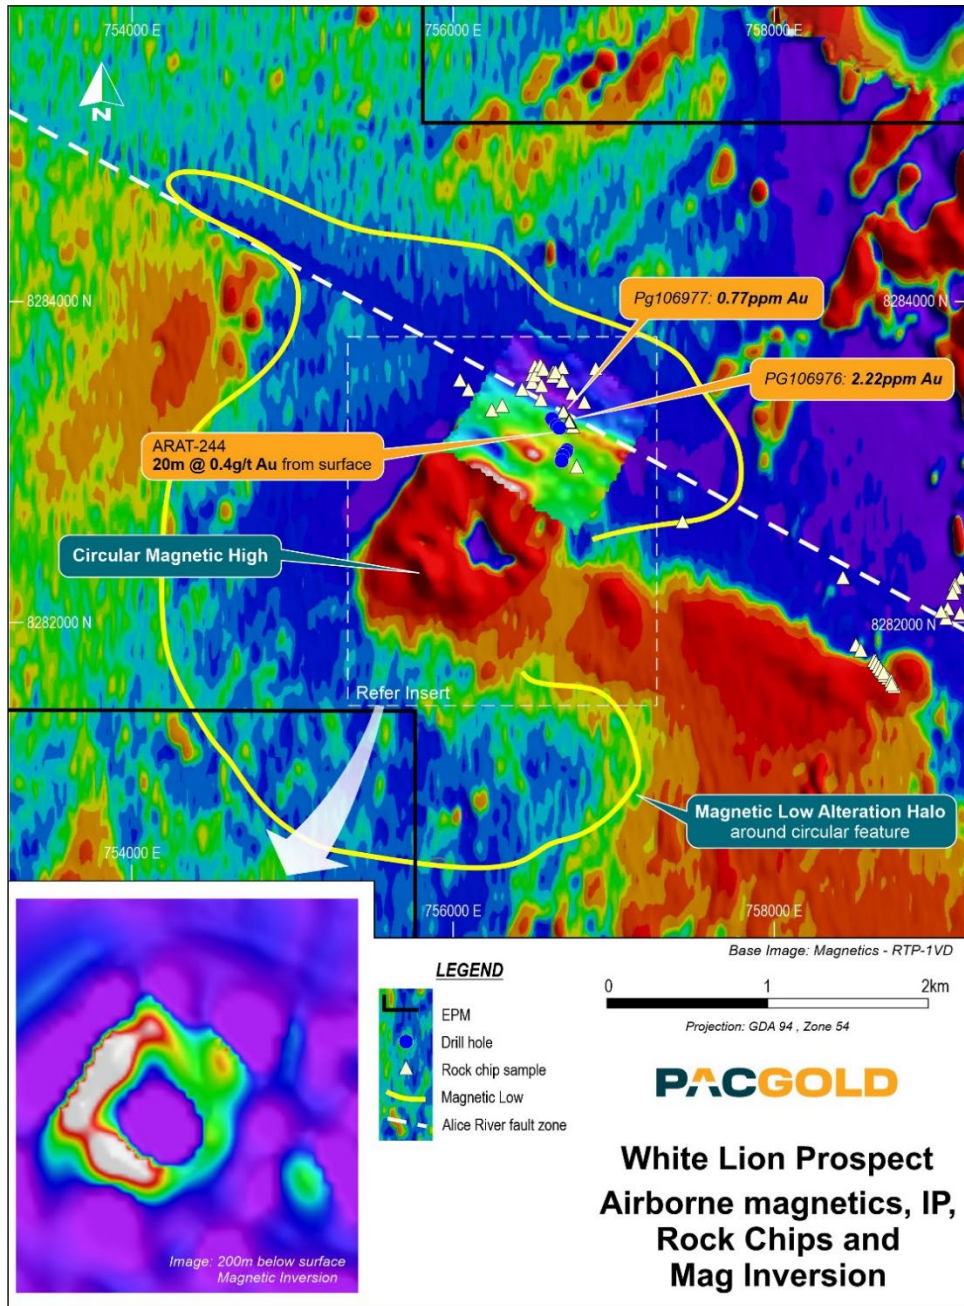 754000 E
756000 E
758000 E
N
8284000 N
8284000 N
Pg106977: 0.77ppm Au
PG106976: 2.22ppm Au
ARAT-244
20m @ 0.4g/t Au from surface
Circular Magnetic High
8282000 N
8282000 N
Refer Insert
Magnetic Low Alteration Halo
around circular feature
754000 E
756000 E
758000 E
Base Image: Magnetics - RTP-1VD
LEGEND
EPM
Drill hole
Rock chip sample
Magnetic Low
Alice River fault zone
0
1
2km
Projection: GDA 94 , Zone 54
PACGOLD
White Lion Prospect
Airborne magnetics, IP,
Rock Chips and
Mag Inversion
Image: 200m below surface
Magnetic Inversion